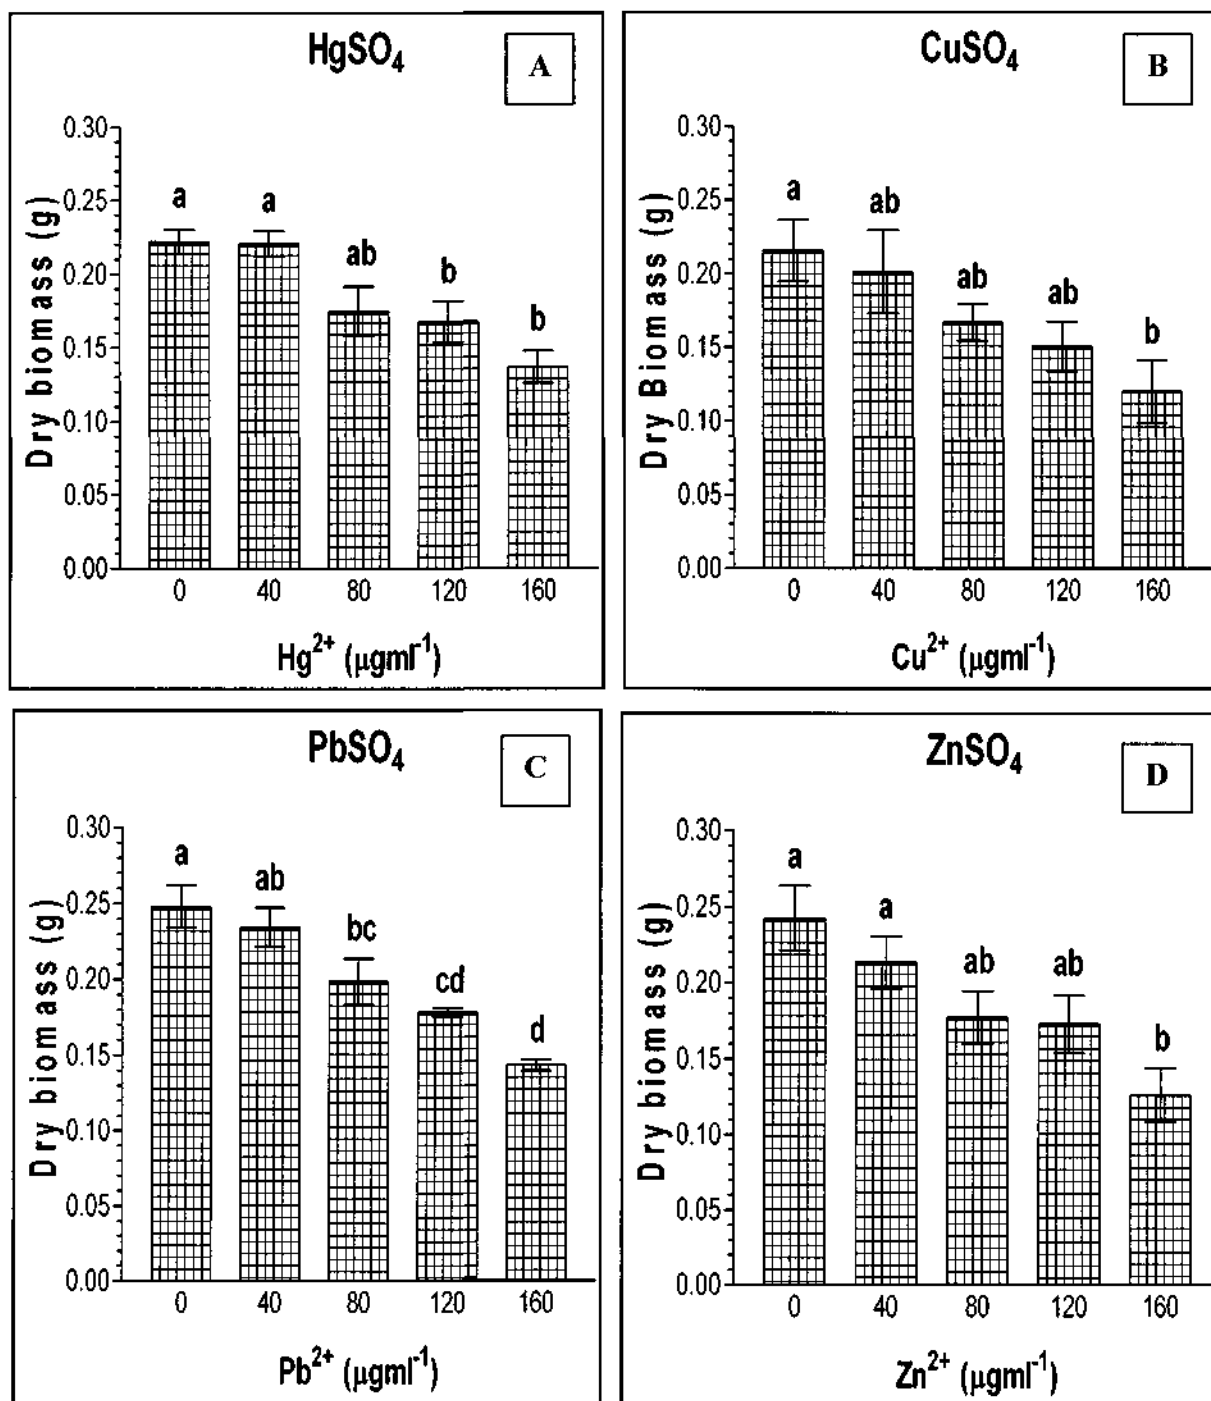 HgSO4
A
0.30
0.25
0.20
0.15
0.10
0.05
0.00
Dry biomass (g)
a
a
ab
b
b
0 40 80 120 160
Hg2+ (μgml-1)
CuSO4
B
0.30
0.25
0.20
0.15
0.10
0.05
0.00
Dry Biomass (g)
a
ab
ab
ab
b
0 40 80 120 160
Cu2+ (μgml-1)
PbSO4
C
0.30
0.25
0.20
0.15
0.10
0.05
0.00
Dry biomass (g)
a
ab
bc
cd
d
0 40 80 120 160
Pb2+ (μgml-1)
ZnSO4
D
0.30
0.25
0.20
0.15
0.10
0.05
0.00
Dry biomass (g)
a
a
ab
ab
b
0 40 80 120 160
Zn2+ (μgml-1)